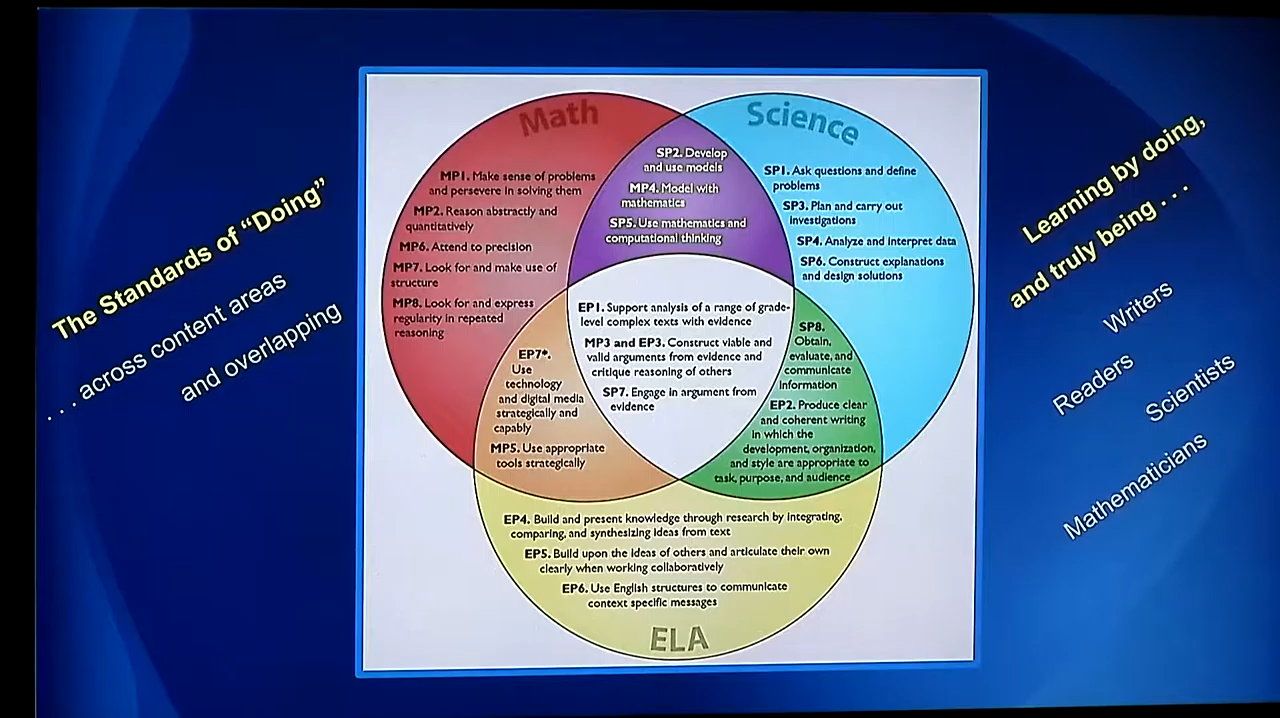 The Standards of “Doing”
. . . across content areas
and overlapping
Math
MP1. Make sense of problems
and persevere in solving them
MP2. Reason abstractly and
quantitatively
MP6. Attend to precision
MP7. Look for and make use of
structure
MP8. Look for and express
regularity in repeated
reasoning
SP2. Develop
and use models
MP4. Model with
mathematics
SP5. Use mathematics and
computational thinking
Science
SP1. Ask questions and define
problems
SP3. Plan and carry out
investigations
SP4. Analyze and interpret data
SP6. Construct explanations
and design solutions
EP1. Support analysis of a range of grade-
level complex texts with evidence
MP3 and EP3. Construct viable and
valid arguments from evidence and
critique reasoning of others
SP7. Engage in argument from
evidence
EP7*.
Use
technology
and digital media
strategically and
capably
MP5. Use appropriate
tools strategically
SP8.
Obtain,
evaluate, and
communicate
information
EP2. Produce clear
and coherent writing
in which the
development, organization,
and style are appropriate to
task, purpose, and audience
EP4. Build and present knowledge through research by integrating,
comparing, and synthesizing ideas from text
EP5. Build upon the ideas of others and articulate their own
clearly when working collaboratively
EP6. Use English structures to communicate
context specific messages
ELA
Learning by doing,
and truly being . . .
Writers
Readers
Scientists
Mathematicians